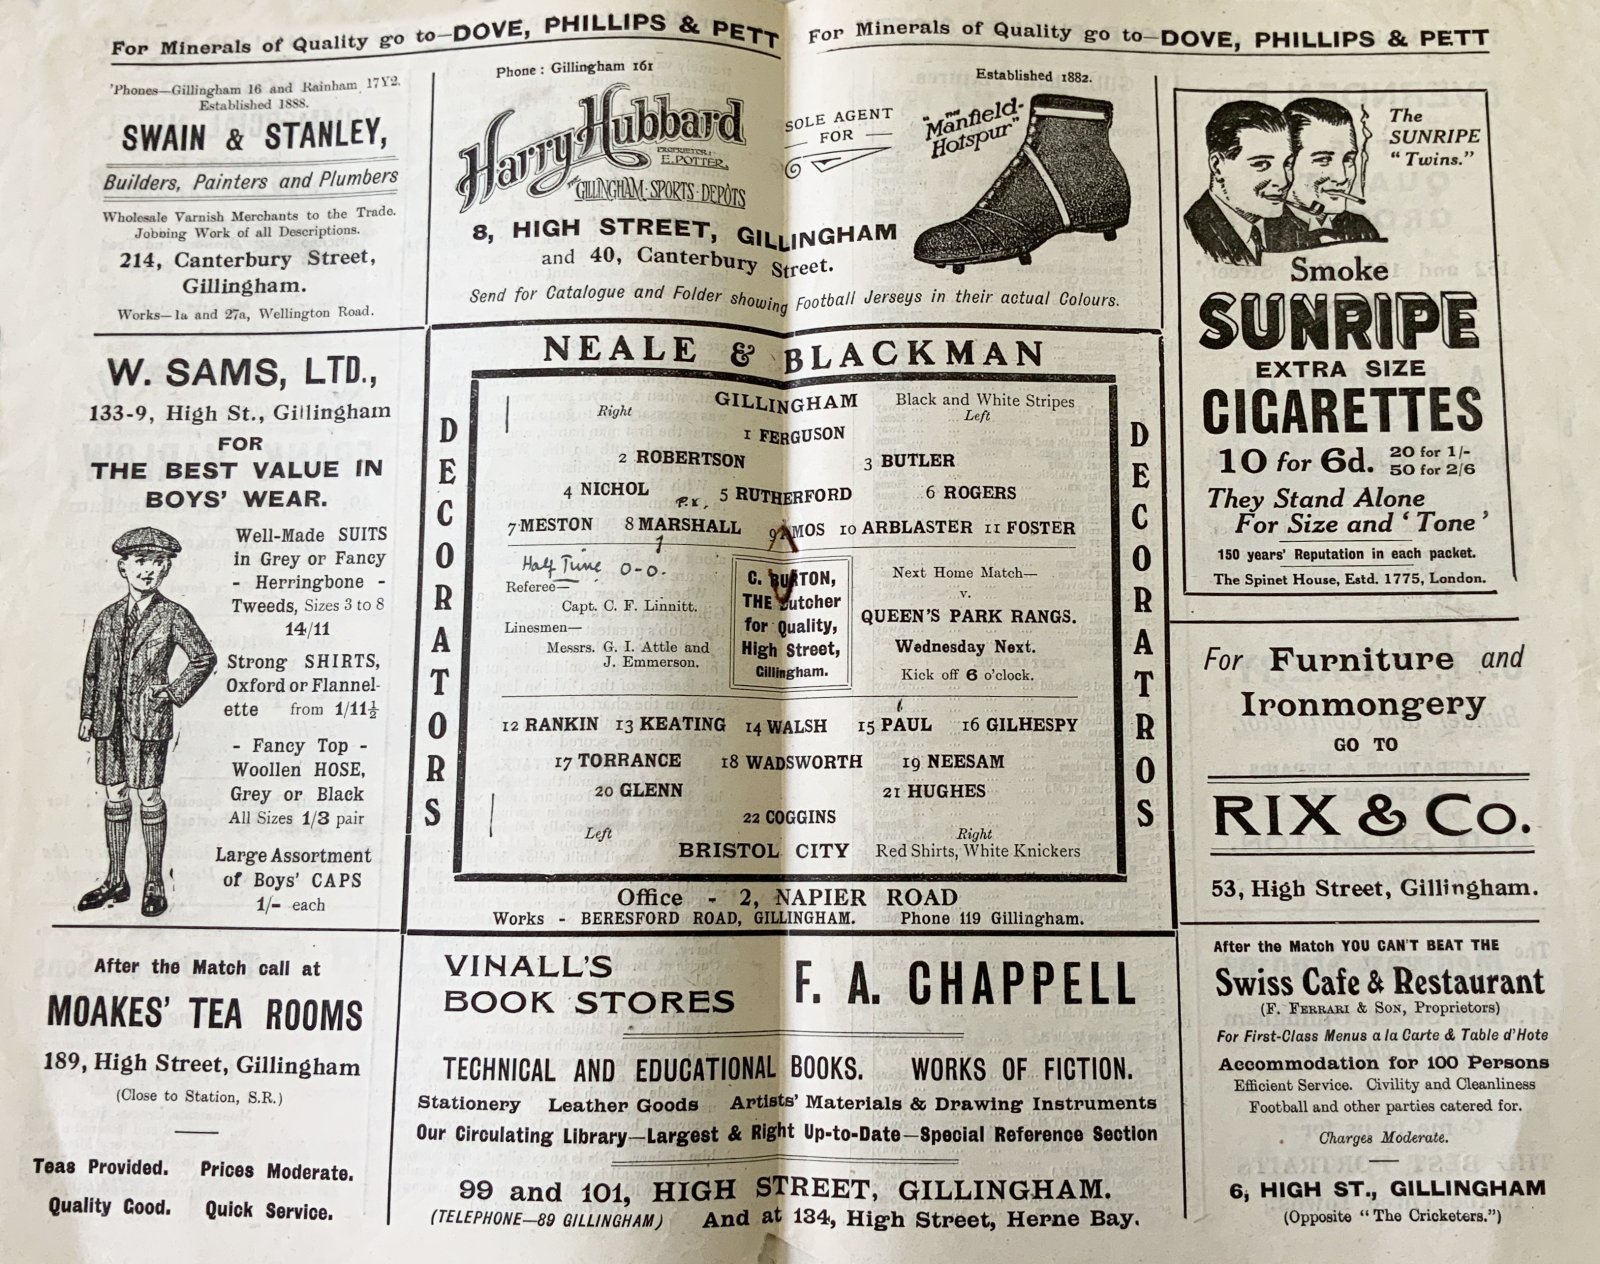 For Minerals of Quality go to—DOVE, PHILLIPS & PETT
For Minerals of Quality go to—DOVE, PHILLIPS & PETT
'Phones—Gillingham 16 and Rainham 17Y2.
Established 1888.
SWAIN & STANLEY,
Builders, Painters and Plumbers
Wholesale Varnish Merchants to the Trade.
Jobbing Work of all Descriptions.
214, Canterbury Street,
Gillingham.
Works—1a and 27a, Wellington Road.
Phone : Gillingham 161
Established 1882.
Harry Hubbard
PROPRIETOR:
E. POTTER,
THE GILLINGHAM · SPORTS · DEPÔTS
SOLE AGENT
FOR —
"THE Manfield-
Hotspur"
8, HIGH STREET, GILLINGHAM
and 40, Canterbury Street.
Send for Catalogue and Folder showing Football Jerseys in their actual Colours.
The
SUNRIPE
"Twins."
Smoke
SUNRIPE
EXTRA SIZE
CIGARETTES
10 for 6d. 20 for 1/-
50 for 2/6
They Stand Alone
For Size and 'Tone'
150 years' Reputation in each packet.
The Spinet House, Estd. 1775, London.
W. SAMS, LTD.,
133-9, High St., Gillingham
FOR
THE BEST VALUE IN
BOYS' WEAR.
Well-Made SUITS
in Grey or Fancy
- Herringbone -
Tweeds, Sizes 3 to 8
14/11
Strong SHIRTS,
Oxford or Flannel-
ette from 1/11½
- Fancy Top -
Woollen HOSE,
Grey or Black
All Sizes 1/3 pair
Large Assortment
of Boys' CAPS
1/- each
NEALE & BLACKMAN
DECORATORS
DECORATROS
GILLINGHAM Black and White Stripes
Right Left
1 FERGUSON
2 ROBERTSON 3 BUTLER
4 NICHOL 5 RUTHERFORD 6 ROGERS
7 MESTON 8 MARSHALL 9 AMOS 10 ARBLASTER 11 FOSTER
1
Half Time 0-0.
Referee—
Capt. C. F. Linnitt.
Linesmen—
Messrs. G. I. Attle and
J. Emmerson.
C. BURTON,
THE Butcher
for Quality,
High Street,
Gillingham.
Next Home Match—
v.
QUEEN'S PARK RANGS.
Wednesday Next.
Kick off 6 o'clock.
12 RANKIN 13 KEATING 14 WALSH 15 PAUL 16 GILHESPY
17 TORRANCE 18 WADSWORTH 19 NEESAM
20 GLENN 21 HUGHES
22 COGGINS
Left Right
BRISTOL CITY Red Shirts, White Knickers
Office - 2, NAPIER ROAD
Works - BERESFORD ROAD, GILLINGHAM. Phone 119 Gillingham.
For Furniture and
Ironmongery
GO TO
RIX & Co.
53, High Street, Gillingham.
After the Match call at
MOAKES' TEA ROOMS
189, High Street, Gillingham
(Close to Station, S.R.)
Teas Provided. Prices Moderate.
Quality Good. Quick Service.
VINALL'S
BOOK STORES
F. A. CHAPPELL
TECHNICAL AND EDUCATIONAL BOOKS. WORKS OF FICTION.
Stationery Leather Goods Artists' Materials & Drawing Instruments
Our Circulating Library—Largest & Right Up-to-Date—Special Reference Section
99 and 101, HIGH STREET, GILLINGHAM.
(TELEPHONE—89 GILLINGHAM) And at 134, High Street, Herne Bay.
After the Match YOU CAN'T BEAT THE
Swiss Cafe & Restaurant
(F. FERRARI & SON, Proprietors)
For First-Class Menus a la Carte & Table d'Hote
Accommodation for 100 Persons
Efficient Service. Civility and Cleanliness
Football and other parties catered for.
Charges Moderate.
6, HIGH ST., GILLINGHAM
(Opposite "The Cricketers.")